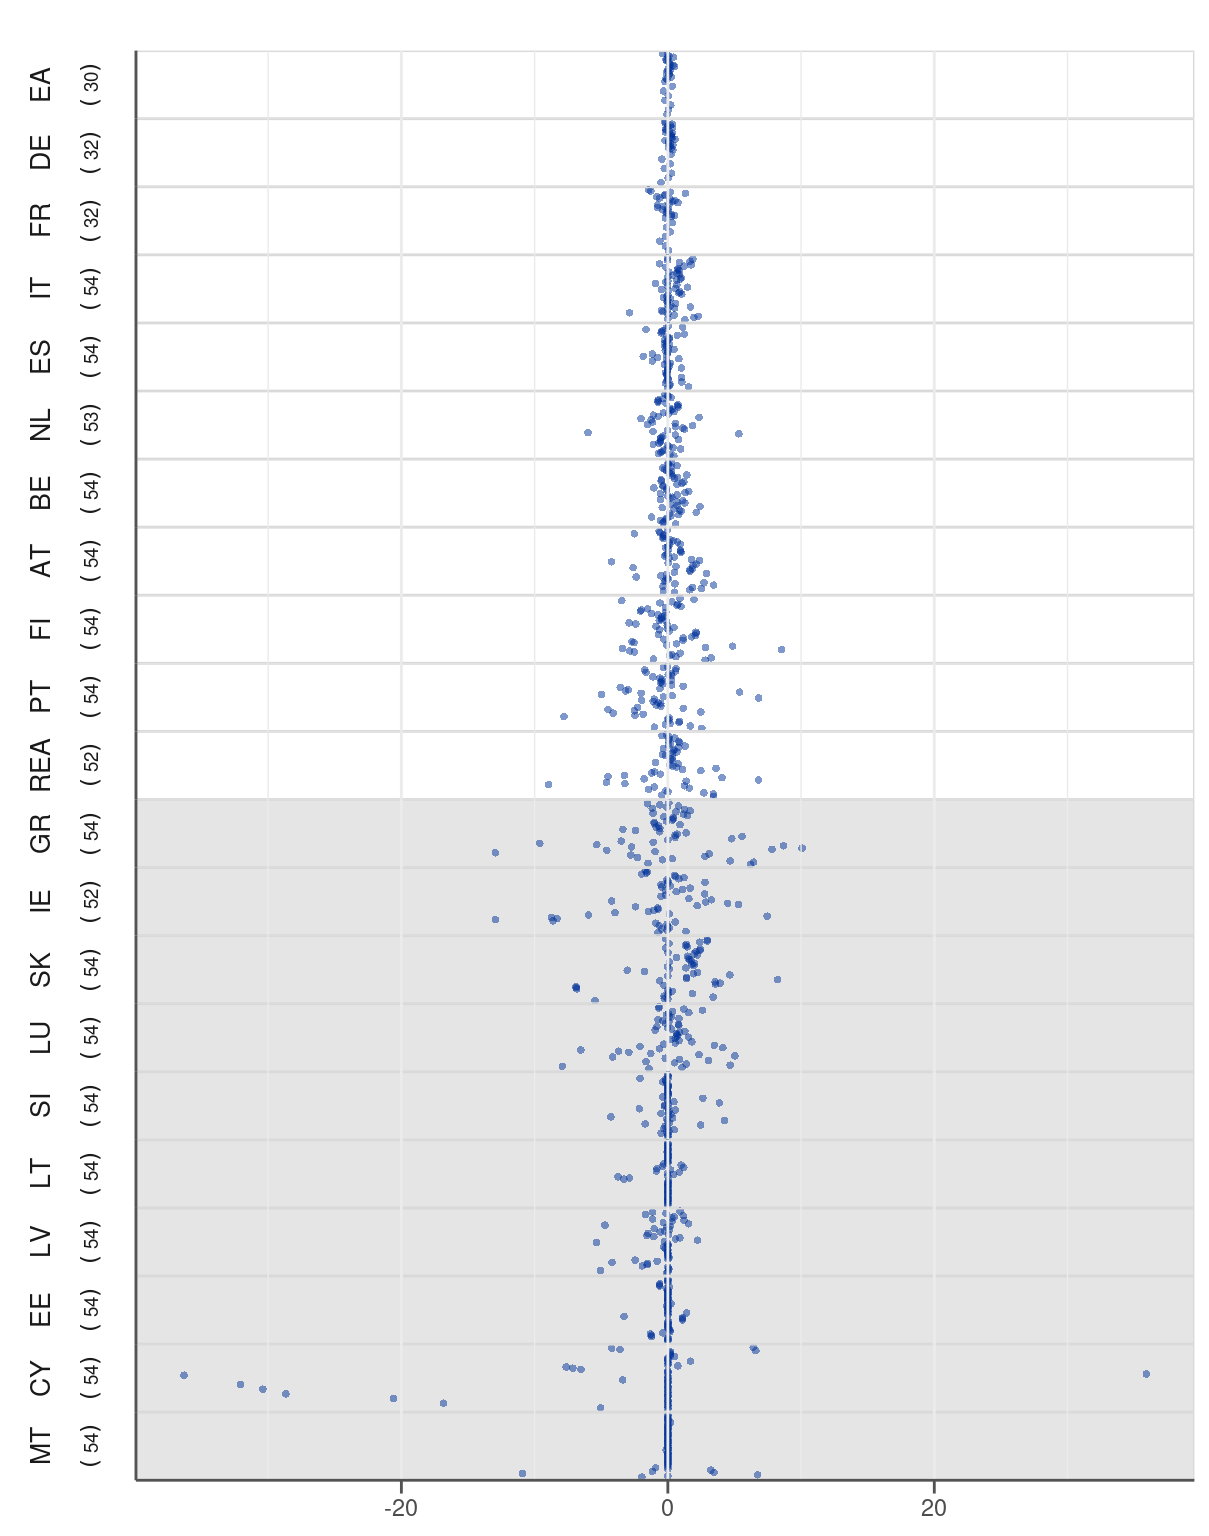 EA ( 30)
DE ( 32)
FR ( 32)
IT ( 54)
ES ( 54)
NL ( 53)
BE ( 54)
AT ( 54)
FI ( 54)
PT ( 54)
REA ( 52)
GR ( 54)
IE ( 52)
SK ( 54)
LU ( 54)
SI ( 54)
LT ( 54)
LV ( 54)
EE ( 54)
CY ( 54)
MT ( 54)
-20 0 20